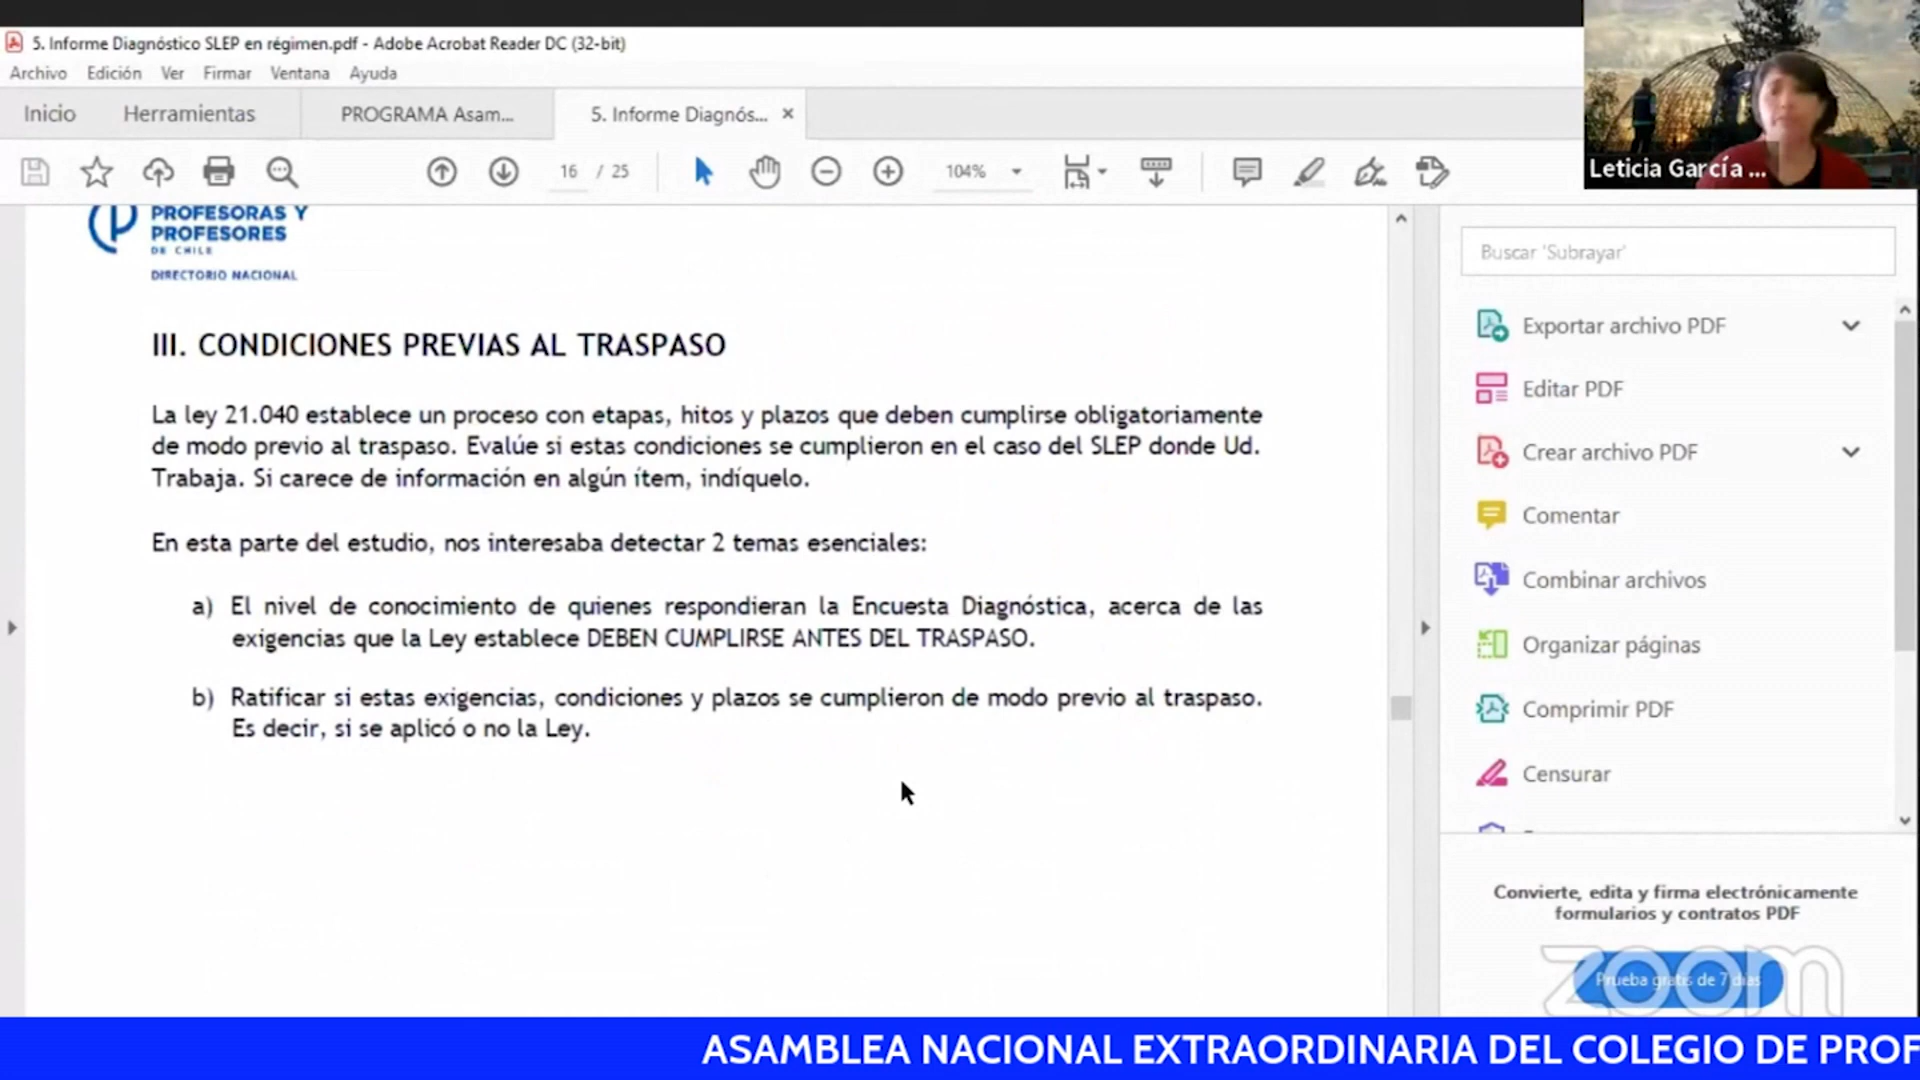 5. Informe Diagnóstico SLEP en régimen.pdf - Adobe Acrobat Reader DC (32-bit)
Archivo Edición Ver Firmar Ventana Ayuda
Inicio Herramientas PROGRAMA Asam... 5. Informe Diagnós... ×
16 / 25 104%
Leticia García ...
PROFESORAS Y
PROFESORES
DE CHILE
DIRECTORIO NACIONAL
III. CONDICIONES PREVIAS AL TRASPASO
La ley 21.040 establece un proceso con etapas, hitos y plazos que deben cumplirse obligatoriamente
de modo previo al traspaso. Evalúe si estas condiciones se cumplieron en el caso del SLEP donde Ud.
Trabaja. Si carece de información en algún ítem, indíquelo.
En esta parte del estudio, nos interesaba detectar 2 temas esenciales:
a) El nivel de conocimiento de quienes respondieran la Encuesta Diagnóstica, acerca de las
exigencias que la Ley establece DEBEN CUMPLIRSE ANTES DEL TRASPASO.
b) Ratificar si estas exigencias, condiciones y plazos se cumplieron de modo previo al traspaso.
Es decir, si se aplicó o no la Ley.
Buscar 'Subrayar'
Exportar archivo PDF
Editar PDF
Crear archivo PDF
Comentar
Combinar archivos
Organizar páginas
Comprimir PDF
Censurar
Convierte, edita y firma electrónicamente
formularios y contratos PDF
Prueba gratis de 7 días
zoom
ASAMBLEA NACIONAL EXTRAORDINARIA DEL COLEGIO DE PROF